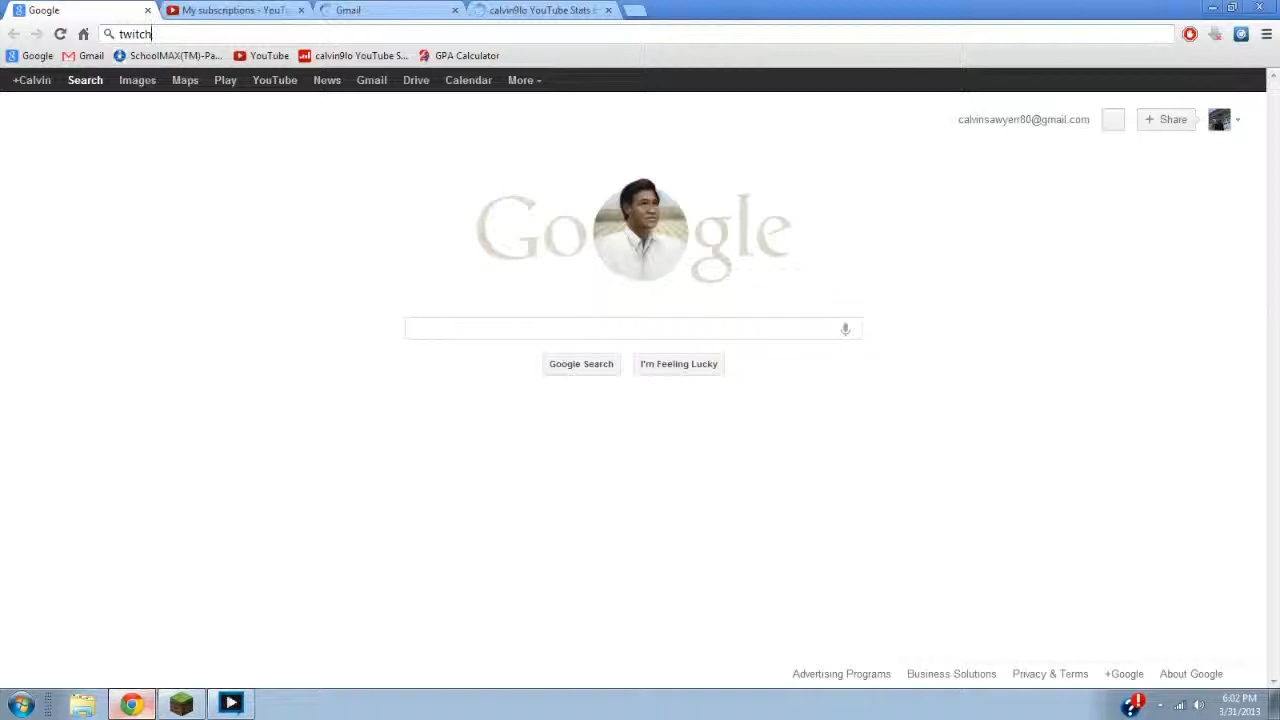 Google
My subscriptions - YouTu
Gmail
calvin9lo YouTube Stats
twitch
Google
Gmail
SchoolMAX(TM)-Pa...
YouTube
calvin9lo YouTube S...
GPA Calculator
+Calvin Search Images Maps Play YouTube News Gmail Drive Calendar More
calvinsawyerr80@gmail.com
+ Share
Google
Google Search
I'm Feeling Lucky
Advertising Programs Business Solutions Privacy & Terms +Google About Google
6:02 PM
3/31/2013